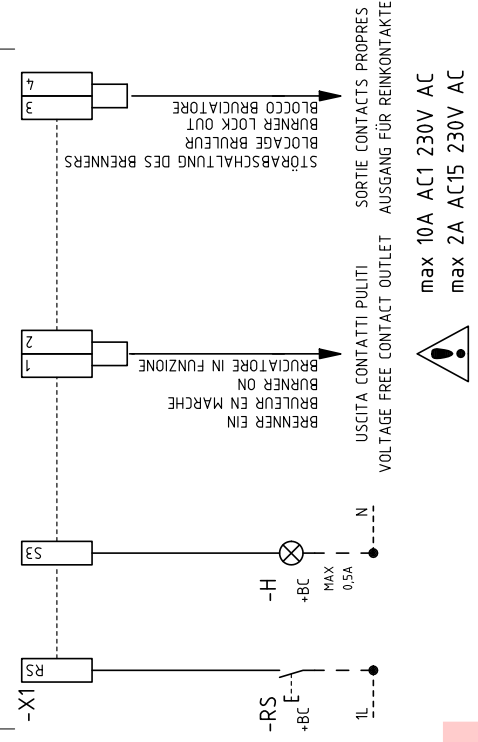 -X1
RS
-RS
+BC
1L
S3
-H
+BC
MAX
0,5A
N
1
2
BRUCIATORE IN FUNZIONE
BURNER ON
BRULEUR EN MARCHE
BRENNER EIN
3
4
BLOCCO BRUCIATORE
BURNER LOCK OUT
BLOCAGE BRULEUR
STÖRABSCHALTUNG DES BRENNERS
USCITA CONTATTI PULITI
SORTIE CONTACTS PROPRES
VOLTAGE FREE CONTACT OUTLET
AUSGANG FÜR REINKONTAKTE
max 10A AC1 230V AC
max 2A AC15 230V AC